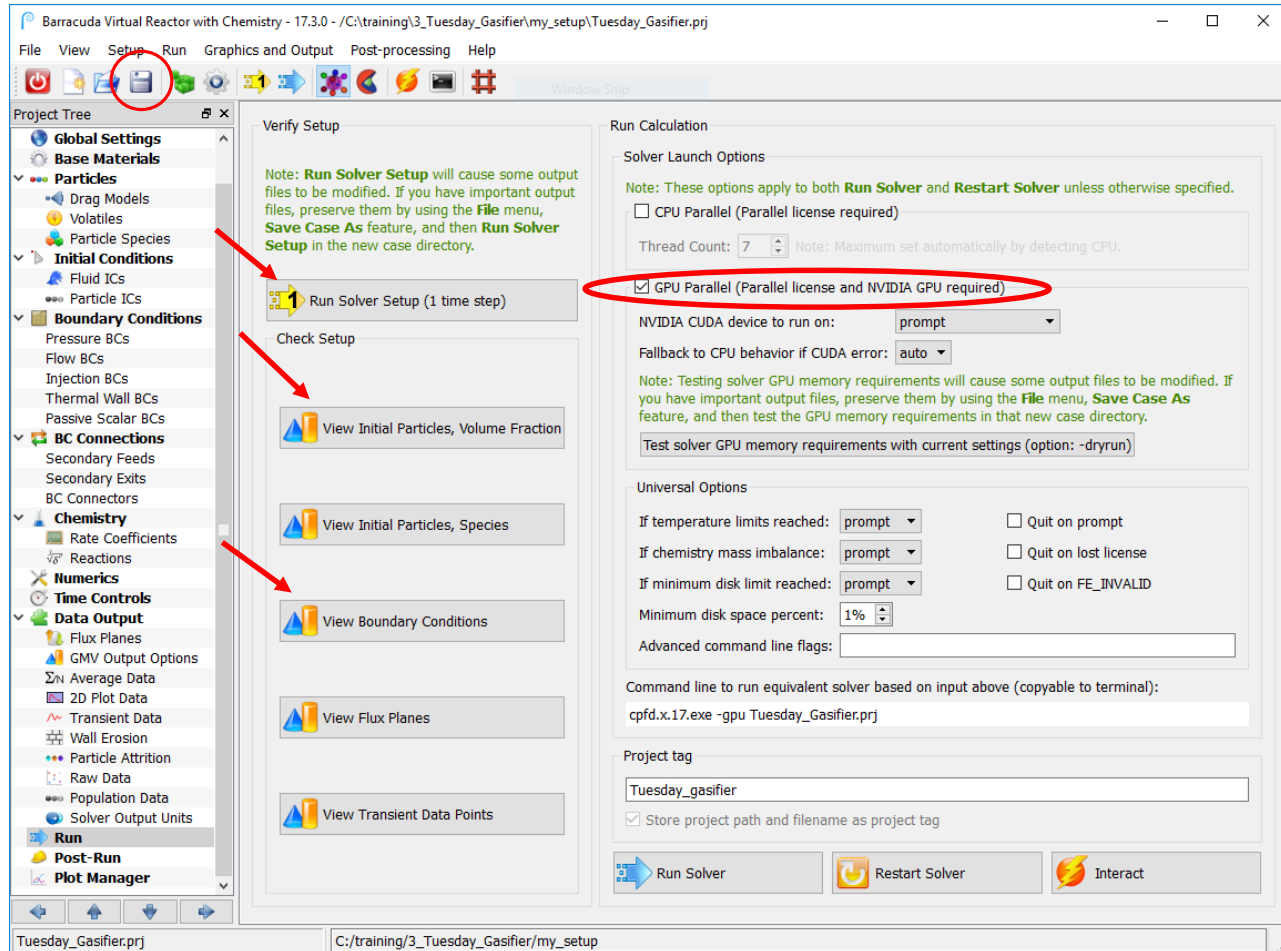 Barracuda Virtual Reactor with Chemistry - 17.3.0 - /C:\training\3_Tuesday_Gasifier\my_setup\Tuesday_Gasifier.prj
File View Setup Run Graphics and Output Post-processing Help
Window Snip
Project Tree
Global Settings
Base Materials
Particles
Drag Models
Volatiles
Particle Species
Initial Conditions
Fluid ICs
Particle ICs
Boundary Conditions
Pressure BCs
Flow BCs
Injection BCs
Thermal Wall BCs
Passive Scalar BCs
BC Connections
Secondary Feeds
Secondary Exits
BC Connectors
Chemistry
Rate Coefficients
Reactions
Numerics
Time Controls
Data Output
Flux Planes
GMV Output Options
Σ/N Average Data
2D Plot Data
Transient Data
Wall Erosion
Particle Attrition
Raw Data
Population Data
Solver Output Units
Run
Post-Run
Plot Manager
Verify Setup
Note: Run Solver Setup will cause some output
files to be modified. If you have important output
files, preserve them by using the File menu,
Save Case As feature, and then Run Solver
Setup in the new case directory.
1 Run Solver Setup (1 time step)
Check Setup
View Initial Particles, Volume Fraction
View Initial Particles, Species
View Boundary Conditions
View Flux Planes
View Transient Data Points
Run Calculation
Solver Launch Options
Note: These options apply to both Run Solver and Restart Solver unless otherwise specified.
CPU Parallel (Parallel license required)
Thread Count: 7 Note: Maximum set automatically by detecting CPU.
GPU Parallel (Parallel license and NVIDIA GPU required)
NVIDIA CUDA device to run on: prompt
Fallback to CPU behavior if CUDA error: auto
Note: Testing solver GPU memory requirements will cause some output files to be modified. If
you have important output files, preserve them by using the File menu, Save Case As
feature, and then test the GPU memory requirements in that new case directory.
Test solver GPU memory requirements with current settings (option: -dryrun)
Universal Options
If temperature limits reached: prompt Quit on prompt
If chemistry mass imbalance: prompt Quit on lost license
If minimum disk limit reached: prompt Quit on FE_INVALID
Minimum disk space percent: 1%
Advanced command line flags:
Command line to run equivalent solver based on input above (copyable to terminal):
cpfd.x.17.exe -gpu Tuesday_Gasifier.prj
Project tag
Tuesday_gasifier
Store project path and filename as project tag
Run Solver Restart Solver Interact
Tuesday_Gasifier.prj C:/training/3_Tuesday_Gasifier/my_setup